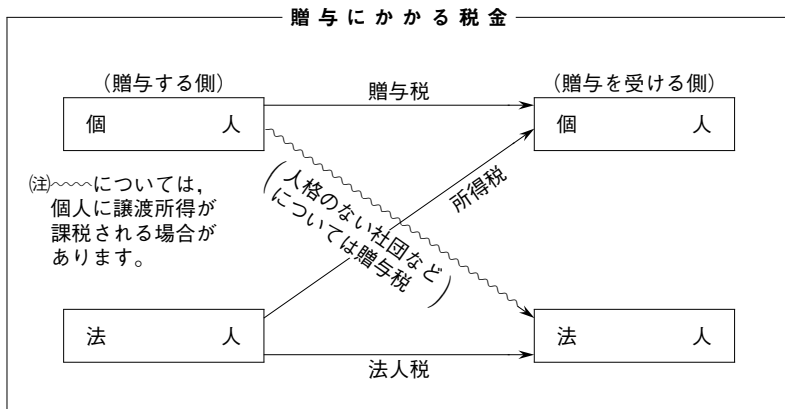 贈与にかかる税金
(贈与する側)
(贈与を受ける側)
贈与税
個人
個人
㊟については,
個人に譲渡所得が
課税される場合が
あります。
(人格のない社団など
については贈与税)
所得税
法人
法人
法人税